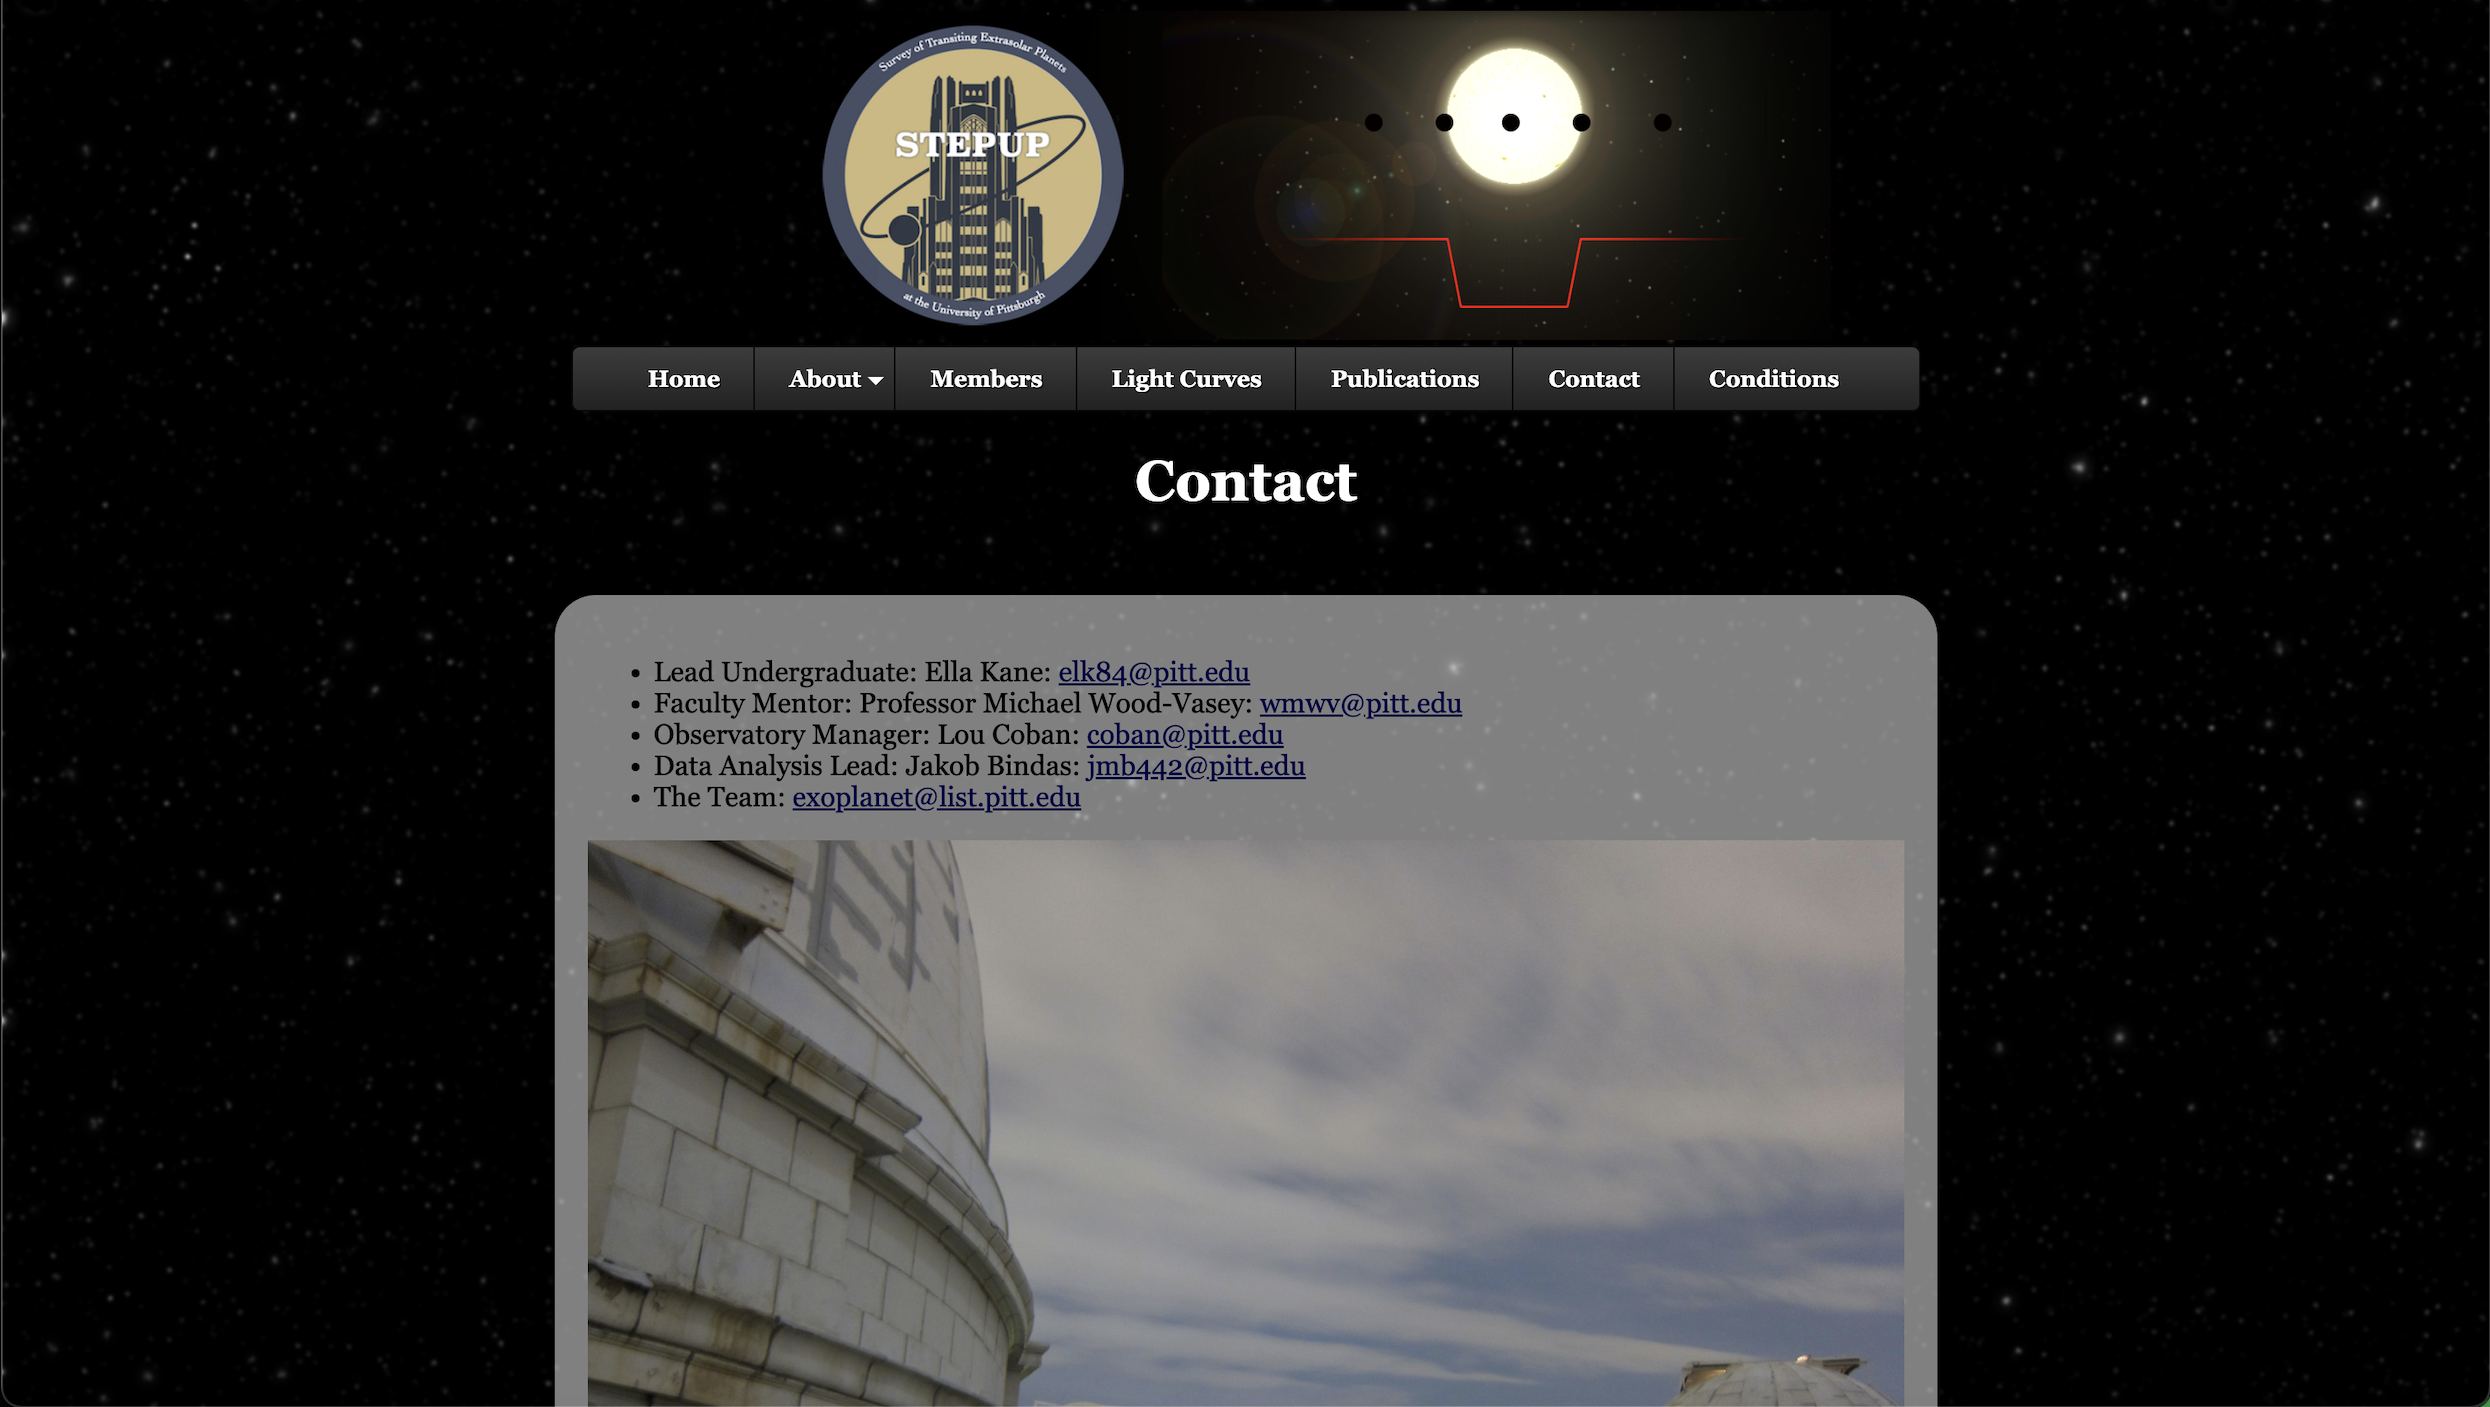 Survey of Transiting Extrasolar Planets
STEPUP
at the University of Pittsburgh
Home About Members Light Curves Publications Contact Conditions
Contact
• Lead Undergraduate: Ella Kane: elk84@pitt.edu
• Faculty Mentor: Professor Michael Wood-Vasey: wmwv@pitt.edu
• Observatory Manager: Lou Coban: coban@pitt.edu
• Data Analysis Lead: Jakob Bindas: jmb442@pitt.edu
• The Team: exoplanet@list.pitt.edu